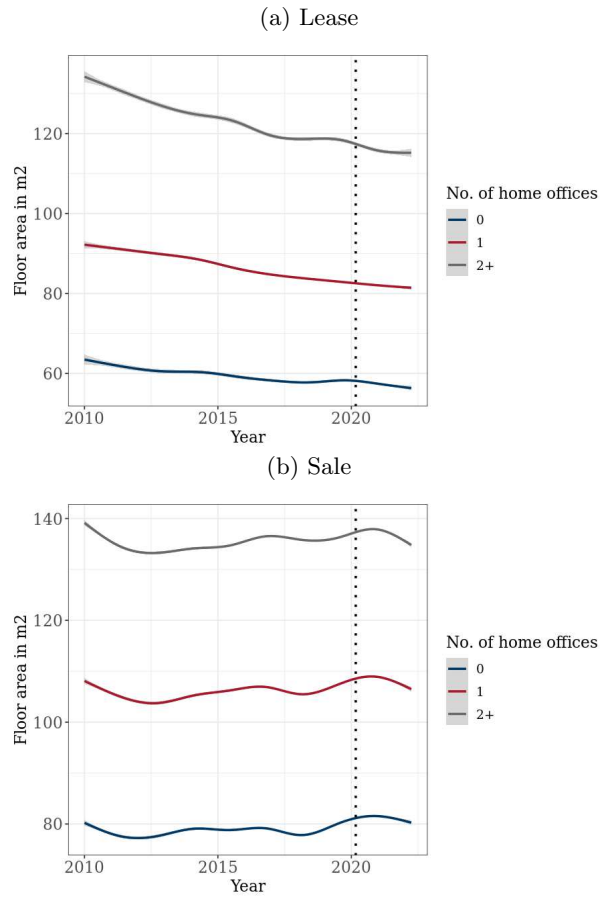 (a) Lease
Floor area in m2
120
100
80
60
2010 2015 2020
Year
No. of home offices
0
1
2+
(b) Sale
Floor area in m2
140
120
100
80
2010 2015 2020
Year
No. of home offices
0
1
2+